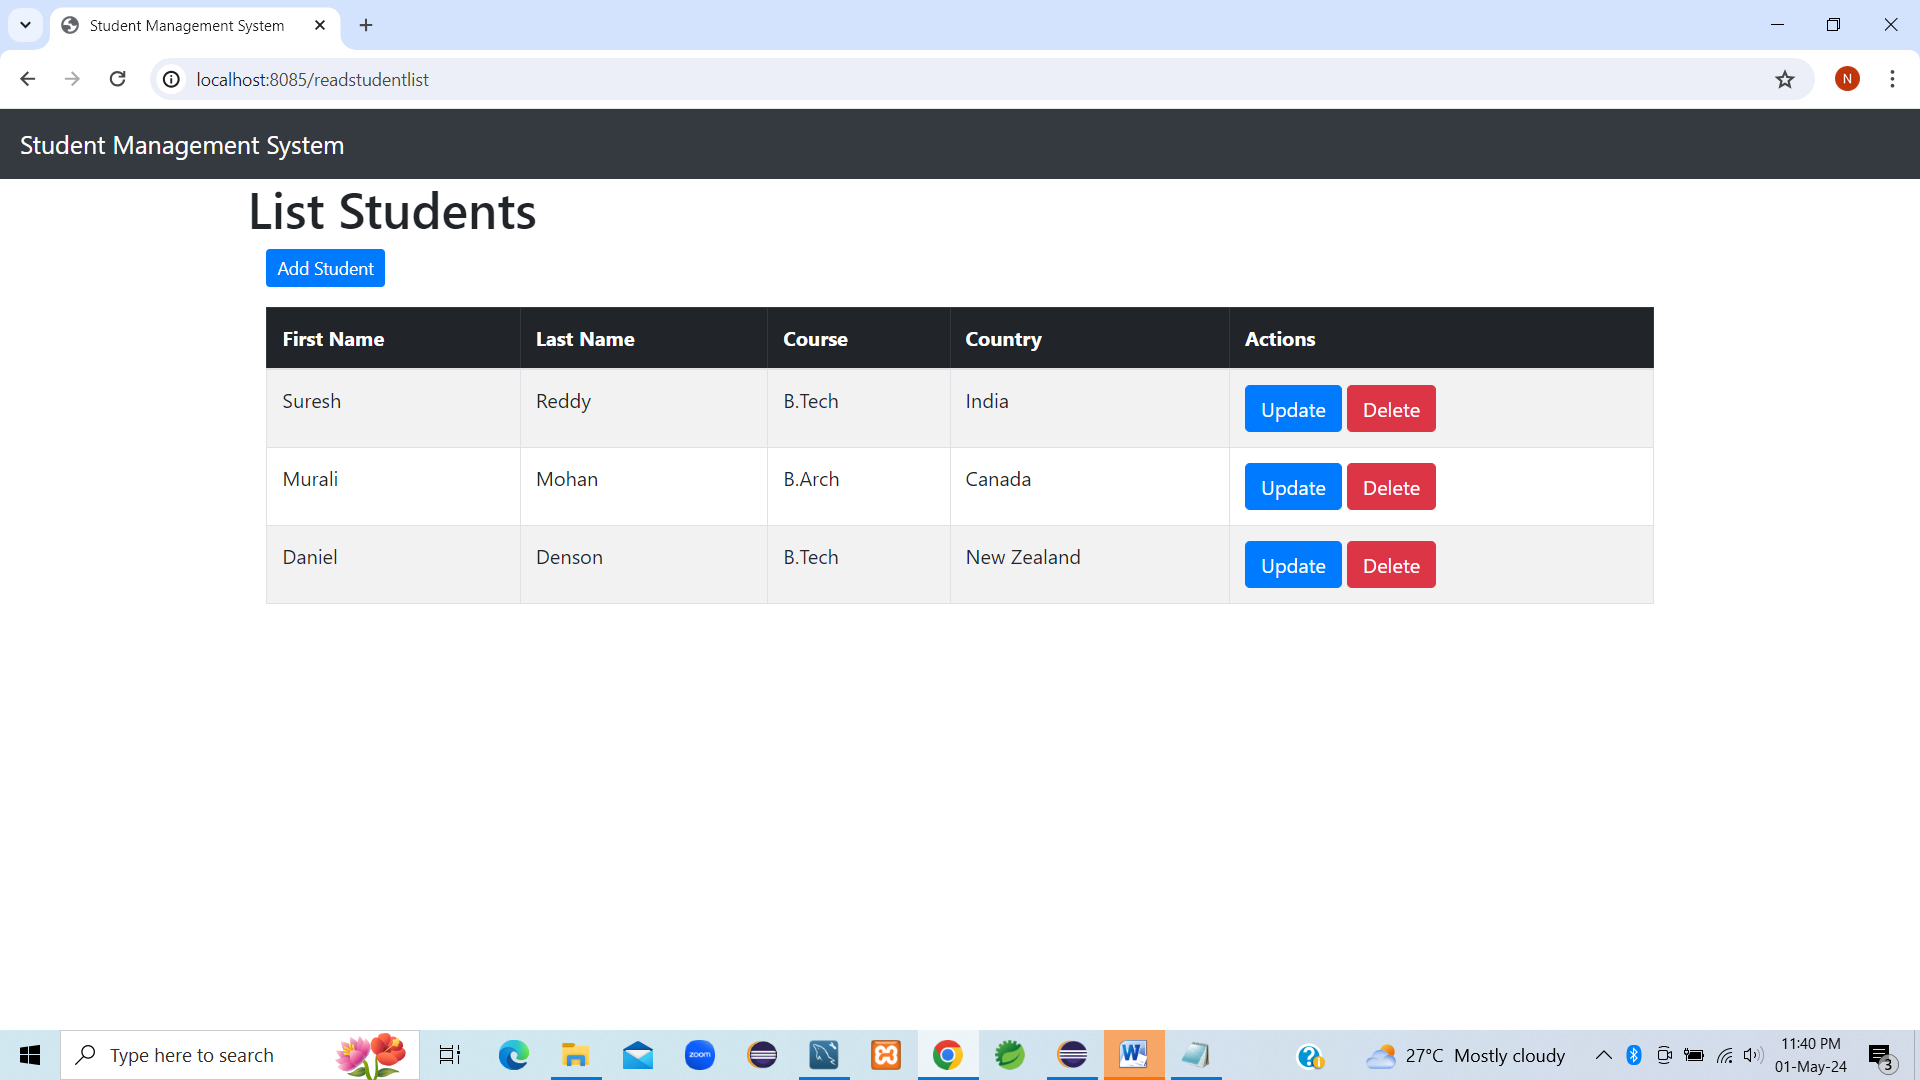 Student Management System
localhost:8085/readstudentlist
N
Student Management System
List Students
Add Student
First Name Last Name Course Country Actions
Suresh Reddy B.Tech India Update Delete
Murali Mohan B.Arch Canada Update Delete
Daniel Denson B.Tech New Zealand Update Delete
Type here to search zoom W 27°C Mostly cloudy 11:40 PM
01-May-24 3